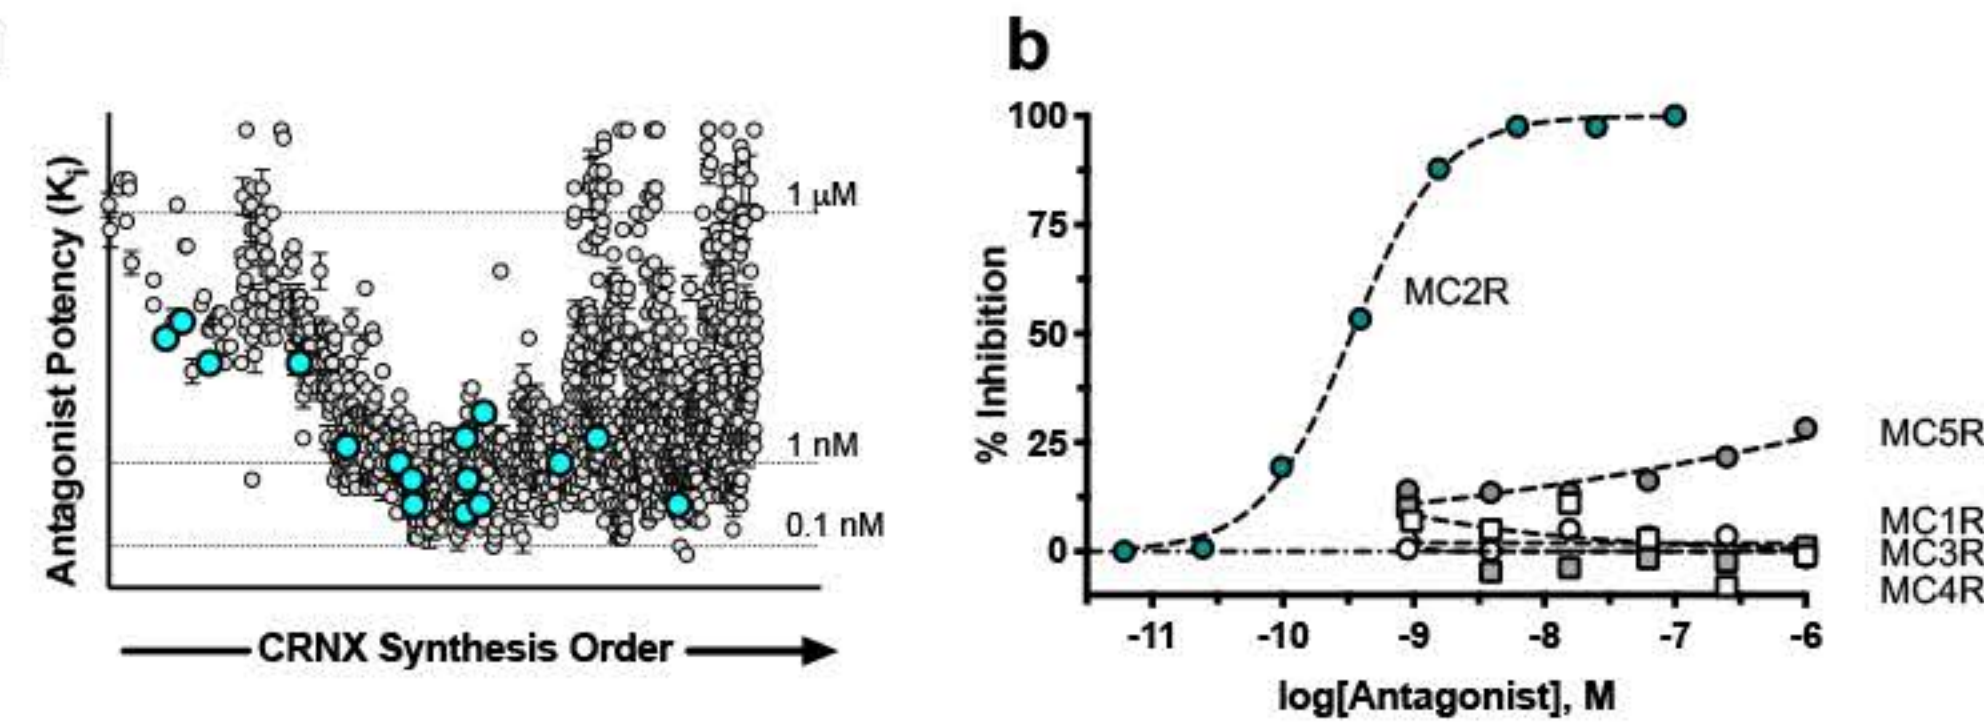 Antagonist Potency (Ki)
1 μM
1 nM
0.1 nM
CRNX Synthesis Order
b
% Inhibition
100
75
50
25
0
MC2R
MC5R
MC1R
MC3R
MC4R
-11 -10 -9 -8 -7 -6
log[Antagonist], M